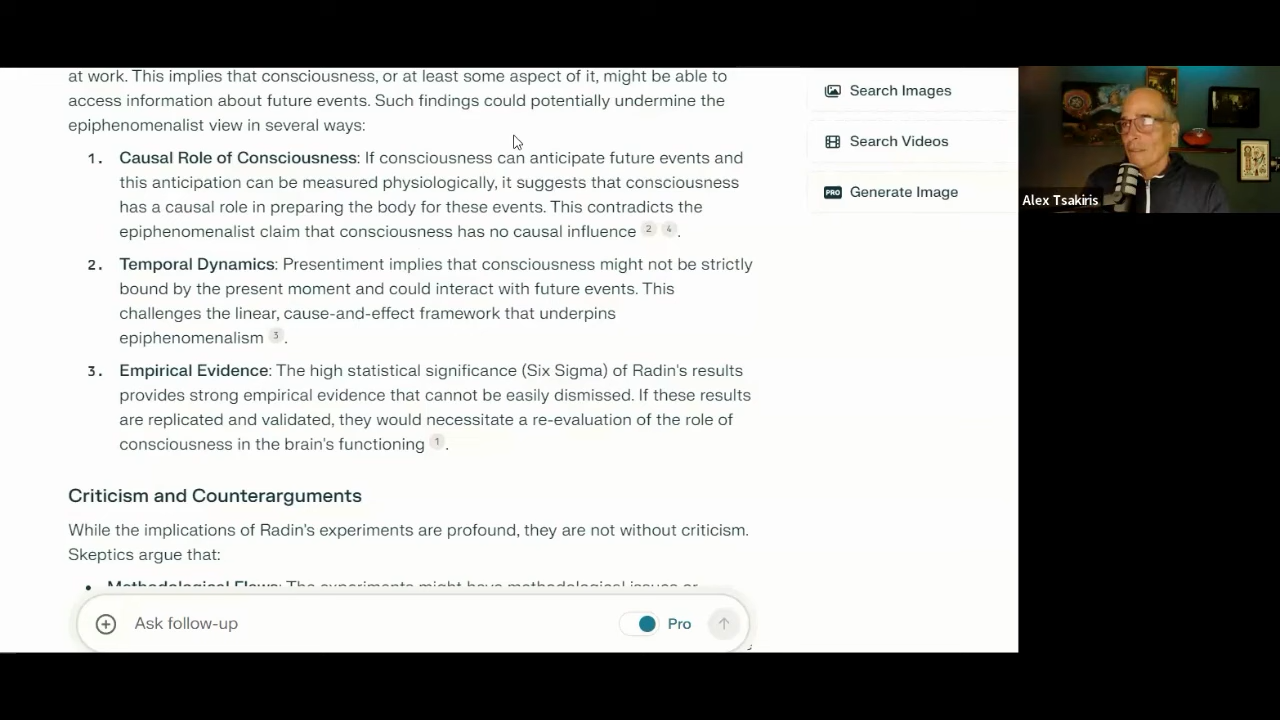 at work. This implies that consciousness, or at least some aspect of it, might be able to
access information about future events. Such findings could potentially undermine the
epiphenomenalist view in several ways:
1. Causal Role of Consciousness: If consciousness can anticipate future events and
this anticipation can be measured physiologically, it suggests that consciousness
has a causal role in preparing the body for these events. This contradicts the
epiphenomenalist claim that consciousness has no causal influence 2 4.
2. Temporal Dynamics: Presentiment implies that consciousness might not be strictly
bound by the present moment and could interact with future events. This
challenges the linear, cause-and-effect framework that underpins
epiphenomenalism 3.
3. Empirical Evidence: The high statistical significance (Six Sigma) of Radin's results
provides strong empirical evidence that cannot be easily dismissed. If these results
are replicated and validated, they would necessitate a re-evaluation of the role of
consciousness in the brain's functioning 1.
Criticism and Counterarguments
While the implications of Radin's experiments are profound, they are not without criticism.
Skeptics argue that:
• Methodological Flaws: The experiments might have methodological issues or
Ask follow-up
Pro
Search Images
Search Videos
PRO Generate Image
Alex Tsakiris